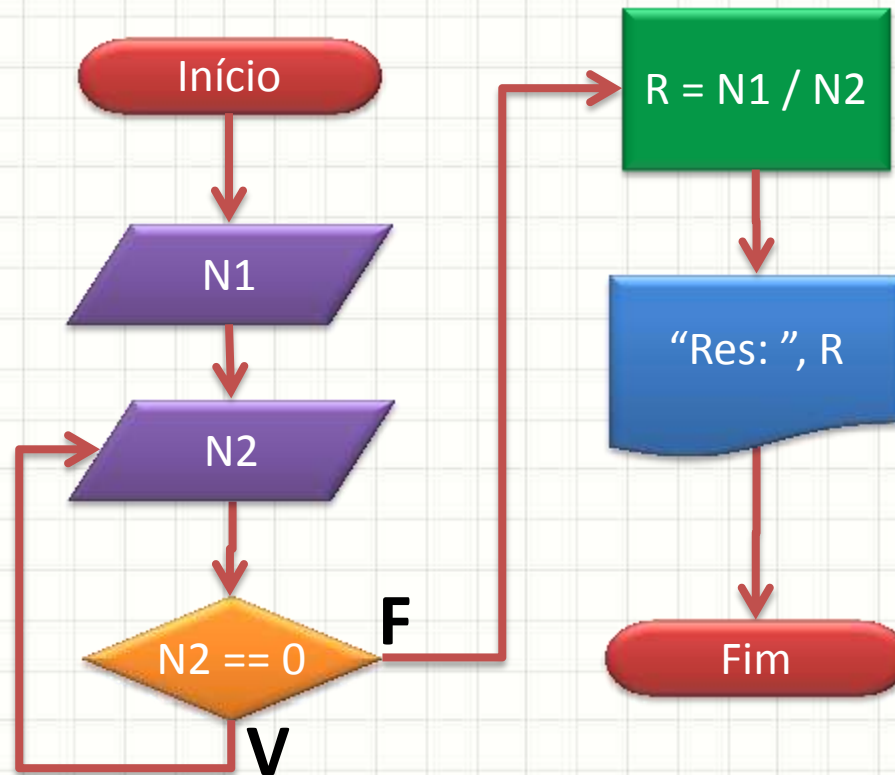 Início
N1
N2
N2 == 0
F
V
R = N1 / N2
“Res: ”, R
Fim